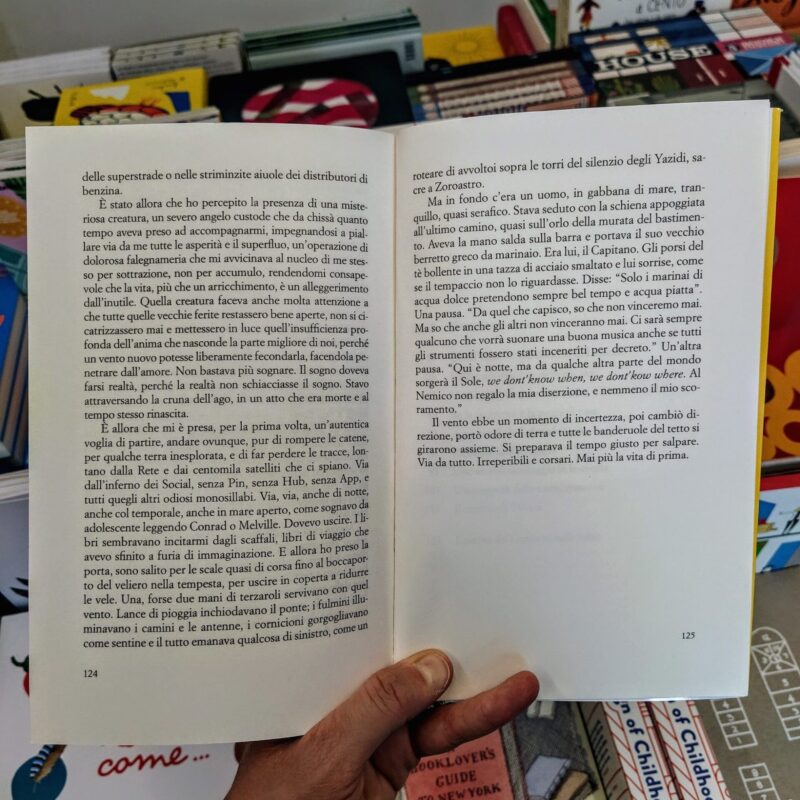 di CENTO
HOUSE
delle superstrade o nelle striminzite aiuole dei distributori di
benzina.
È stato allora che ho percepito la presenza di una miste-
riosa creatura, un severo angelo custode che da chissà quanto
tempo aveva preso ad accompagnarmi, impegnandosi a pial-
lare via da me tutte le asperità e il superfluo, un'operazione di
dolorosa falegnameria che mi avvicinava al nucleo di me stes-
so per sottrazione, non per accumulo, rendendomi consape-
vole che la vita, più che un arricchimento, è un alleggerimento
dall'inutile. Quella creatura faceva anche molta attenzione a
che tutte quelle vecchie ferite restassero bene aperte, non si ci-
catrizzassero mai e mettessero in luce quell'insufficienza pro-
fonda dell'anima che nasconde la parte migliore di noi, perché
un vento nuovo potesse liberamente fecondarla, facendola pe-
netrare dall'amore. Non bastava più sognare. Il sogno doveva
farsi realtà, perché la realtà non schiacciasse il sogno. Stavo
attraversando la cruna dell'ago, in un atto che era morte e al
tempo stesso rinascita.
È allora che mi è presa, per la prima volta, un'autentica
voglia di partire, andare ovunque, pur di rompere le catene,
per qualche terra inesplorata, e di far perdere le tracce, lon-
tano dalla Rete e dai centomila satelliti che ci spiano. Via
dall'inferno dei Social, senza Pin, senza Hub, senza App, e
tutti quegli altri odiosi monosillabi. Via, via, anche di notte,
anche col temporale, anche in mare aperto, come sognavo da
adolescente leggendo Conrad o Melville. Dovevo uscire. I li-
bri sembravano incitarmi dagli scaffali, libri di viaggio che
avevo sfinito a furia di immaginazione. E allora ho preso la
porta, sono salito per le scale quasi di corsa fino al boccapor-
to del veliero nella tempesta, per uscire in coperta a ridurre
le vele. Una, forse due mani di terzaroli servivano con quel
vento. Lance di pioggia inchiodavano il ponte; i fulmini illu-
minavano i camini e le antenne, i cornicioni gorgogliavano
come sentine e il tutto emanava qualcosa di sinistro, come un
124
roteare di avvoltoi sopra le torri del silenzio degli Yazidi, sa-
cre a Zoroastro.
Ma in fondo c'era un uomo, in gabbana di mare, tran-
quillo, quasi serafico. Stava seduto con la schiena appoggiata
all'ultimo camino, quasi sull'orlo della murata del bastimen-
to. Aveva la mano salda sulla barra e portava il suo vecchio
berretto greco da marinaio. Era lui, il Capitano. Gli porsi del
tè bollente in una tazza di acciaio smaltato e lui sorrise, come
se il tempaccio non lo riguardasse. Disse: “Solo i marinai di
acqua dolce pretendono sempre bel tempo e acqua piatta”.
Una pausa. “Da quel che capisco, so che non vinceremo mai.
Ma so che anche gli altri non vinceranno mai. Ci sarà sempre
qualcuno che vorrà suonare una buona musica anche se tutti
gli strumenti fossero stati inceneriti per decreto.” Un'altra
pausa. “Qui è notte, ma da qualche altra parte del mondo
sorgerà il Sole, we dont'know when, we dont'kow where. Al
Nemico non regalo la mia diserzione, e nemmeno il mio sco-
ramento.”
Il vento ebbe un momento di incertezza, poi cambiò di-
rezione, portò odore di terra e tutte le banderuole del tetto si
girarono assieme. Si preparava il tempo giusto per salpare.
Via da tutto. Irreperibili e corsari. Mai più la vita di prima.
125
come...
BOOKLOVER'S
GUIDE
TO NEW YORK
n of Childhood
n of Childhood